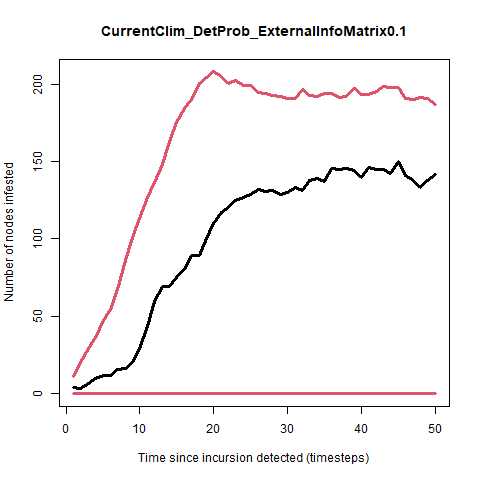 CurrentClim_DetProb_ExternalInfoMatrix0.1
Number of nodes infested
200
150
100
50
0
0 10 20 30 40 50
Time since incursion detected (timesteps)